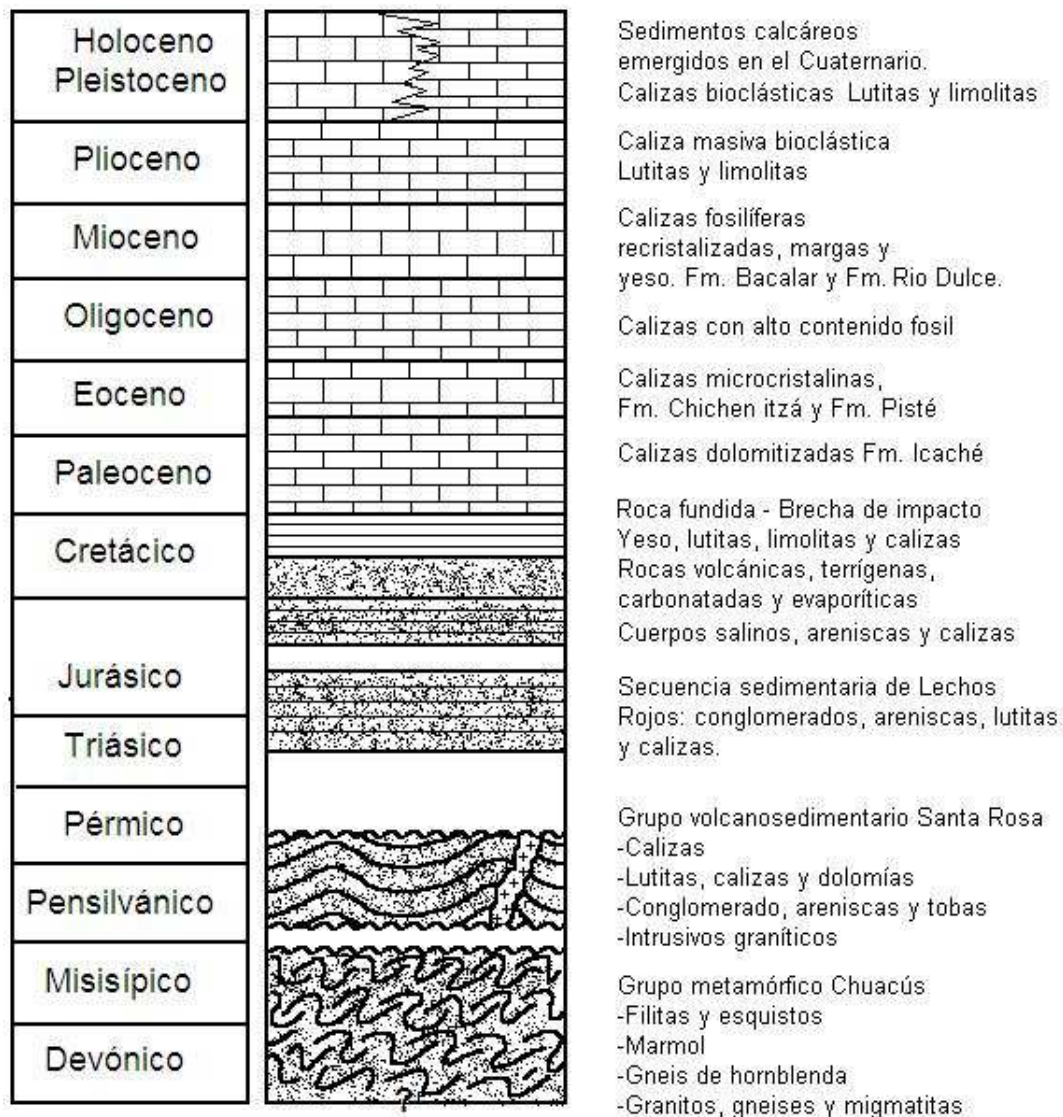 Holoceno
Pleistoceno
Sedimentos calcáreos
emergidos en el Cuaternario.
Calizas bioclásticas Lutitas y limolitas
Plioceno
Caliza masiva bioclástica
Lutitas y limolitas
Mioceno
Calizas fosilíferas
recristalizadas, margas y
yeso. Fm. Bacalar y Fm. Rio Dulce.
Oligoceno
Calizas con alto contenido fosil
Eoceno
Calizas microcristalinas,
Fm. Chichen itzá y Fm. Pisté
Paleoceno
Calizas dolomitizadas Fm. Icaché
Cretácico
Roca fundida - Brecha de impacto
Yeso, lutitas, limolitas y calizas
Rocas volcánicas, terrígenas,
carbonatadas y evaporíticas
Cuerpos salinos, areniscas y calizas
Jurásico
Secuencia sedimentaria de Lechos
Rojos: conglomerados, areniscas, lutitas
y calizas.
Triásico
Pérmico
Grupo volcanosedimentario Santa Rosa
-Calizas
-Lutitas, calizas y dolomías
-Conglomerado, areniscas y tobas
-Intrusivos graníticos
Pensilvánico
Misisípico
Grupo metamórfico Chuacús
-Filitas y esquistos
-Marmol
-Gneis de hornblenda
-Granitos, gneises y migmatitas
Devónico
?